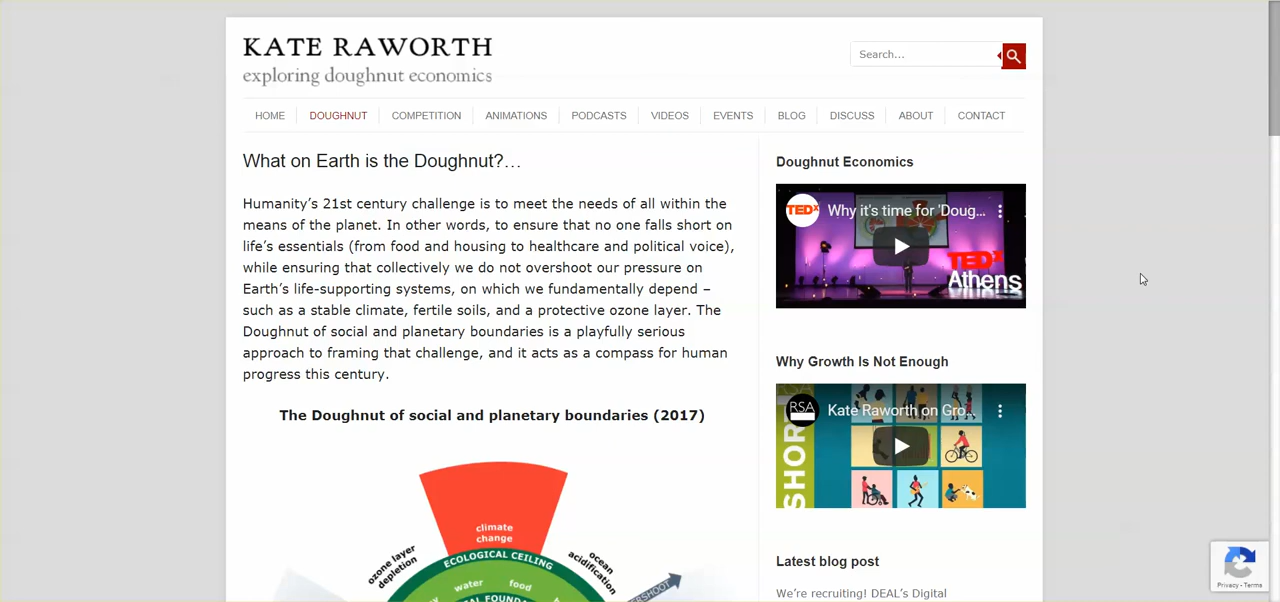 KATE RAWORTH
exploring doughnut economics
Search...
HOME
DOUGHNUT
COMPETITION
ANIMATIONS
PODCASTS
VIDEOS
EVENTS
BLOG
DISCUSS
ABOUT
CONTACT
What on Earth is the Doughnut?…
Humanity’s 21st century challenge is to meet the needs of all within the
means of the planet. In other words, to ensure that no one falls short on
life’s essentials (from food and housing to healthcare and political voice),
while ensuring that collectively we do not overshoot our pressure on
Earth’s life-supporting systems, on which we fundamentally depend –
such as a stable climate, fertile soils, and a protective ozone layer. The
Doughnut of social and planetary boundaries is a playfully serious
approach to framing that challenge, and it acts as a compass for human
progress this century.
The Doughnut of social and planetary boundaries (2017)
climate
change
ozone layer
depletion
ECOLOGICAL CEILING
ocean
acidification
water
food
Doughnut Economics
TEDx
Why it's time for 'Doug...
TEDx
Athens
Why Growth Is Not Enough
RSA
Kate Raworth on Gro...
SHOR
Latest blog post
We’re recruiting! DEAL’s Digital
Privacy - Terms